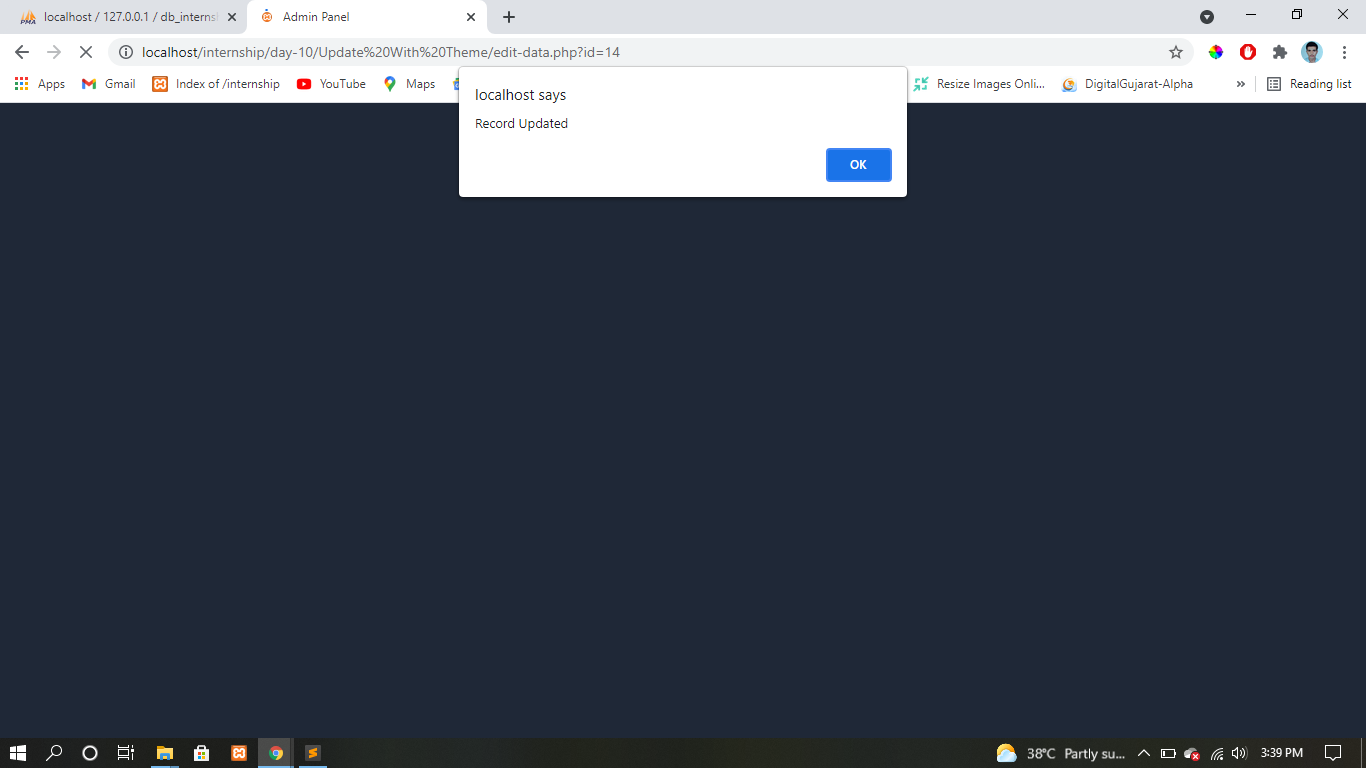 PMA localhost / 127.0.0.1 / db_interns
Admin Panel
localhost/internship/day-10/Update%20With%20Theme/edit-data.php?id=14
Apps
Gmail
Index of /internship
YouTube
Maps
Resize Images Onli...
DigitalGujarat-Alpha
»
Reading list
localhost says
Record Updated
OK
38°C Partly su...
3:39 PM